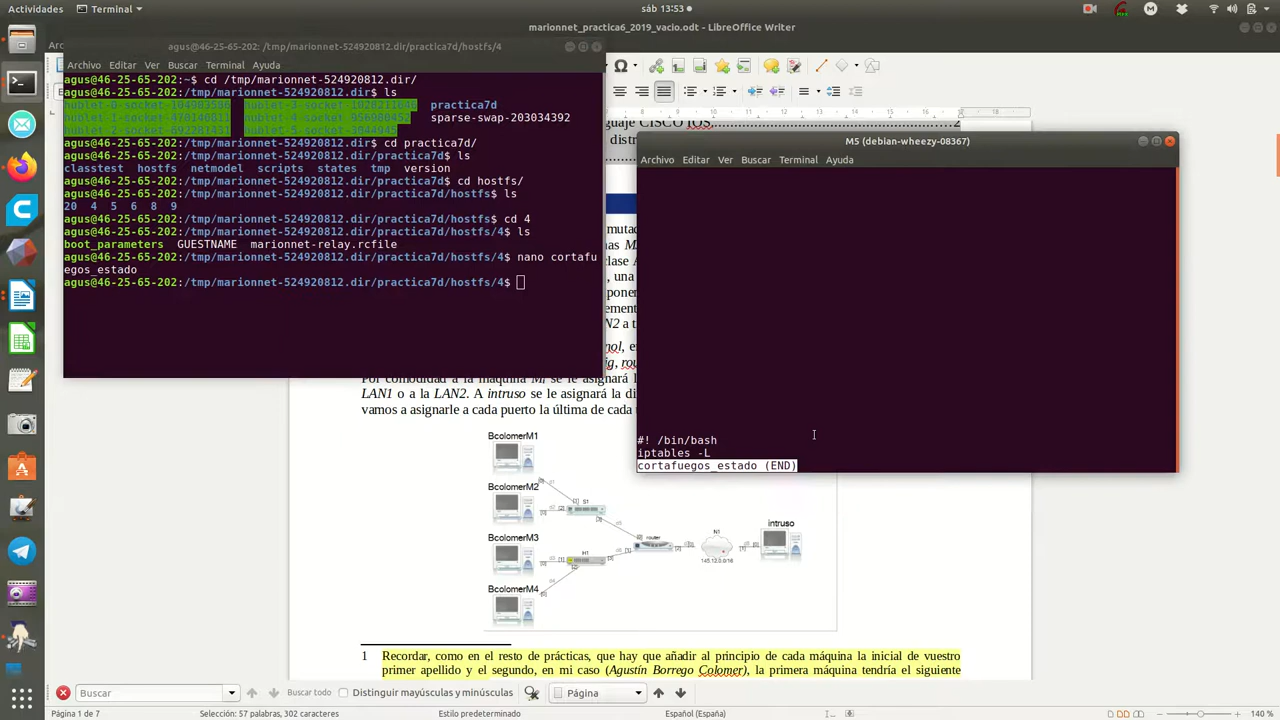 Actividades
Terminal
sáb 13:53
marionnet_practica6_2019_vacio.odt - LibreOffice Writer
agus@46-25-65-202: /tmp/marionnet-524920812.dir/practica7d/hostfs/4
Archivo Editar Ver Buscar Terminal Ayuda
agus@46-25-65-202:~$ cd /tmp/marionnet-524920812.dir/
agus@46-25-65-202:/tmp/marionnet-524920812.dir$ ls
practica7d
sparse-swap-203034392
agus@46-25-65-202:/tmp/marionnet-524920812.dir$ cd practica7d/
agus@46-25-65-202:/tmp/marionnet-524920812.dir/practica7d$ ls
classtest hostfs netmodel scripts states tmp version
agus@46-25-65-202:/tmp/marionnet-524920812.dir/practica7d$ cd hostfs/
agus@46-25-65-202:/tmp/marionnet-524920812.dir/practica7d/hostfs$ ls
20 4 5 6 8 9
agus@46-25-65-202:/tmp/marionnet-524920812.dir/practica7d/hostfs$ cd 4
agus@46-25-65-202:/tmp/marionnet-524920812.dir/practica7d/hostfs/4$ ls
boot_parameters GUESTNAME marionnet-relay.rcfile
agus@46-25-65-202:/tmp/marionnet-524920812.dir/practica7d/hostfs/4$ nano cortafu
egos_estado
agus@46-25-65-202:/tmp/marionnet-524920812.dir/practica7d/hostfs/4$
M5 (debian-wheezy-08367)
Archivo Editar Ver Buscar Terminal Ayuda
#! /bin/bash
iptables -L
cortafuegos_estado (END)
enguaje CISCO IOS
LAN1 o a la LAN2. A intruso se le asignará la di
vamos a asignarle a cada puerto la última de cada
BcolomerM1
BcolomerM2
S1
BcolomerM3
H1
router
N1
145.12.0.0/16
intruso
BcolomerM4
1 Recordar, como en el resto de prácticas, que hay que añadir al principio de cada máquina la inicial de vuestro
primer apellido y el segundo, en mi caso (Agustín Borrego Colomer), la primera máquina tendría el siguiente
Buscar
Buscar todo
Distinguir mayúsculas y minúsculas
Página
Página 1 de 7
Selección: 57 palabras, 302 caracteres
Estilo predeterminado
Español (España)
140 %